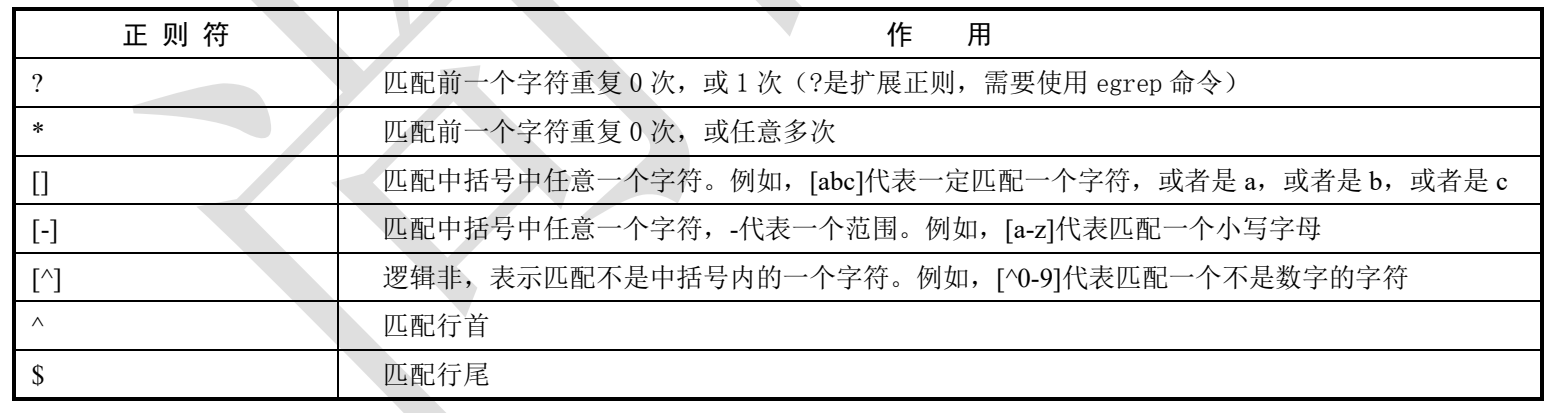 正 则 符 作 用
? 匹配前一个字符重复 0 次，或 1 次（?是扩展正则，需要使用 egrep 命令）
* 匹配前一个字符重复 0 次，或任意多次
[] 匹配中括号中任意一个字符。例如，[abc]代表一定匹配一个字符，或者是 a，或者是 b，或者是 c
[-] 匹配中括号中任意一个字符，-代表一个范围。例如，[a-z]代表匹配一个小写字母
[^] 逻辑非，表示匹配不是中括号内的一个字符。例如，[^0-9]代表匹配一个不是数字的字符
^ 匹配行首
$ 匹配行尾